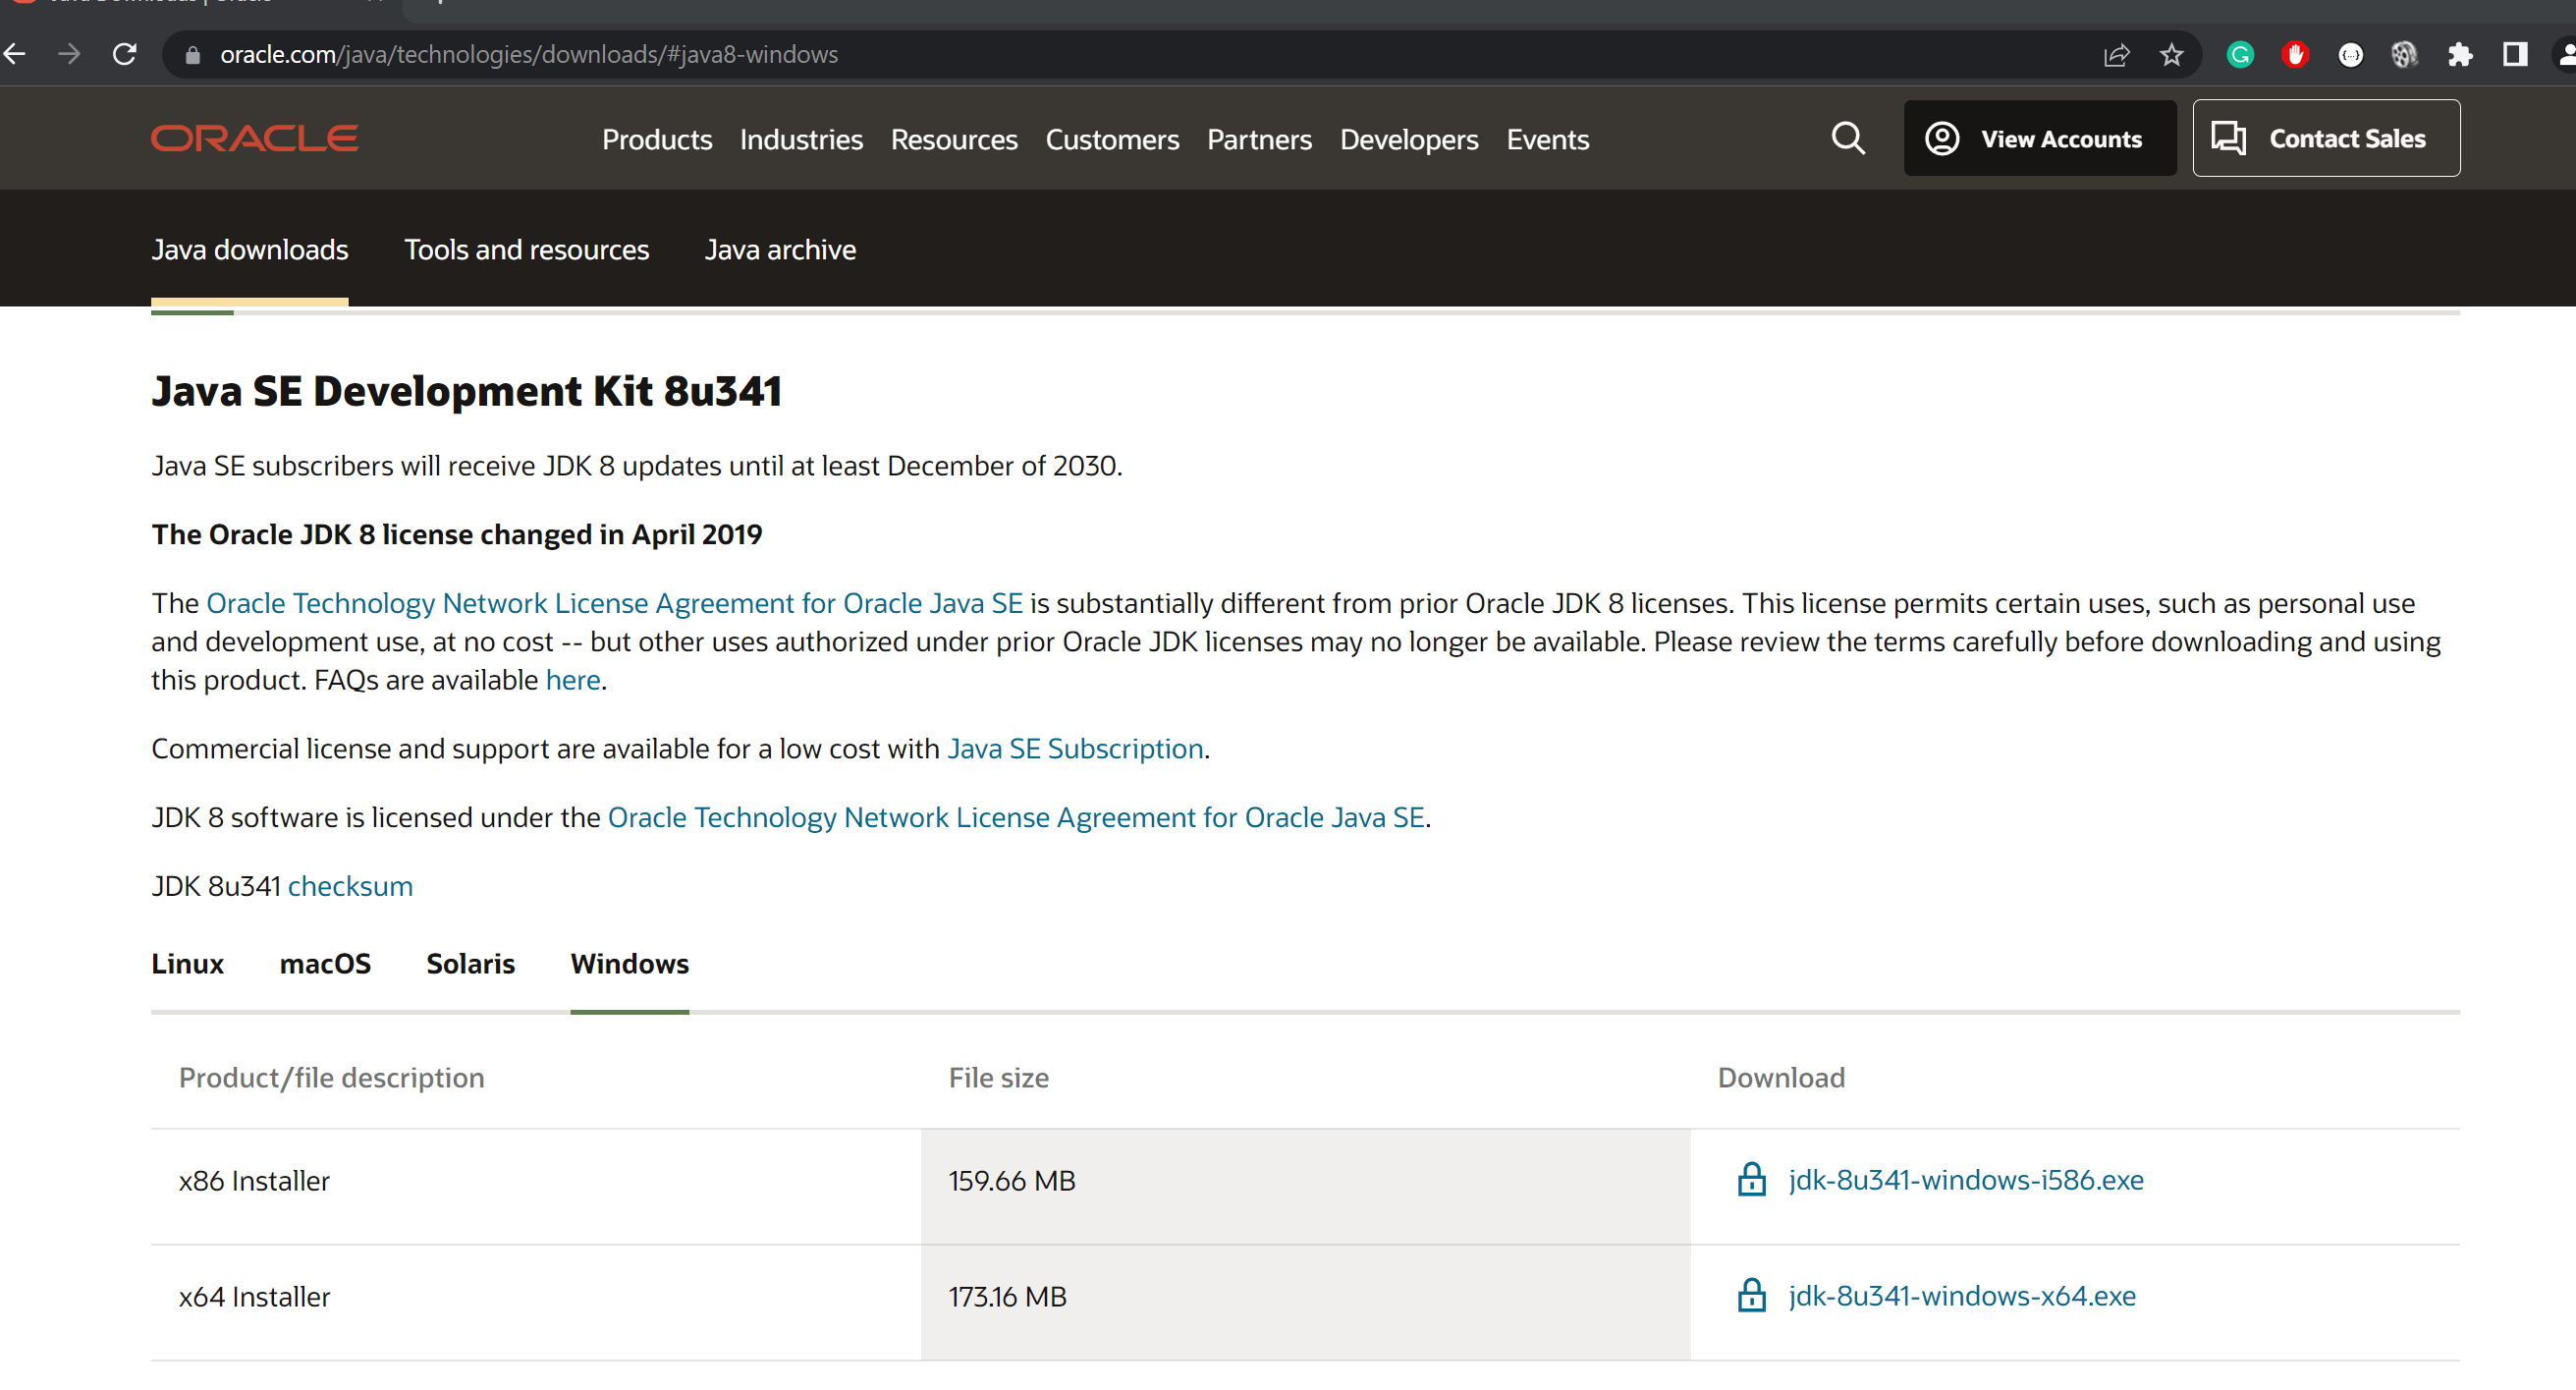 oracle.com/java/technologies/downloads/#java8-windows
ORACLE
Products Industries Resources Customers Partners Developers Events
View Accounts
Contact Sales
Java downloads Tools and resources Java archive
Java SE Development Kit 8u341
Java SE subscribers will receive JDK 8 updates until at least December of 2030.
The Oracle JDK 8 license changed in April 2019
The Oracle Technology Network License Agreement for Oracle Java SE is substantially different from prior Oracle JDK 8 licenses. This license permits certain uses, such as personal use
and development use, at no cost -- but other uses authorized under prior Oracle JDK licenses may no longer be available. Please review the terms carefully before downloading and using
this product. FAQs are available here.
Commercial license and support are available for a low cost with Java SE Subscription.
JDK 8 software is licensed under the Oracle Technology Network License Agreement for Oracle Java SE.
JDK 8u341 checksum
Linux macOS Solaris Windows
Product/file description File size Download
x86 Installer 159.66 MB jdk-8u341-windows-i586.exe
x64 Installer 173.16 MB jdk-8u341-windows-x64.exe